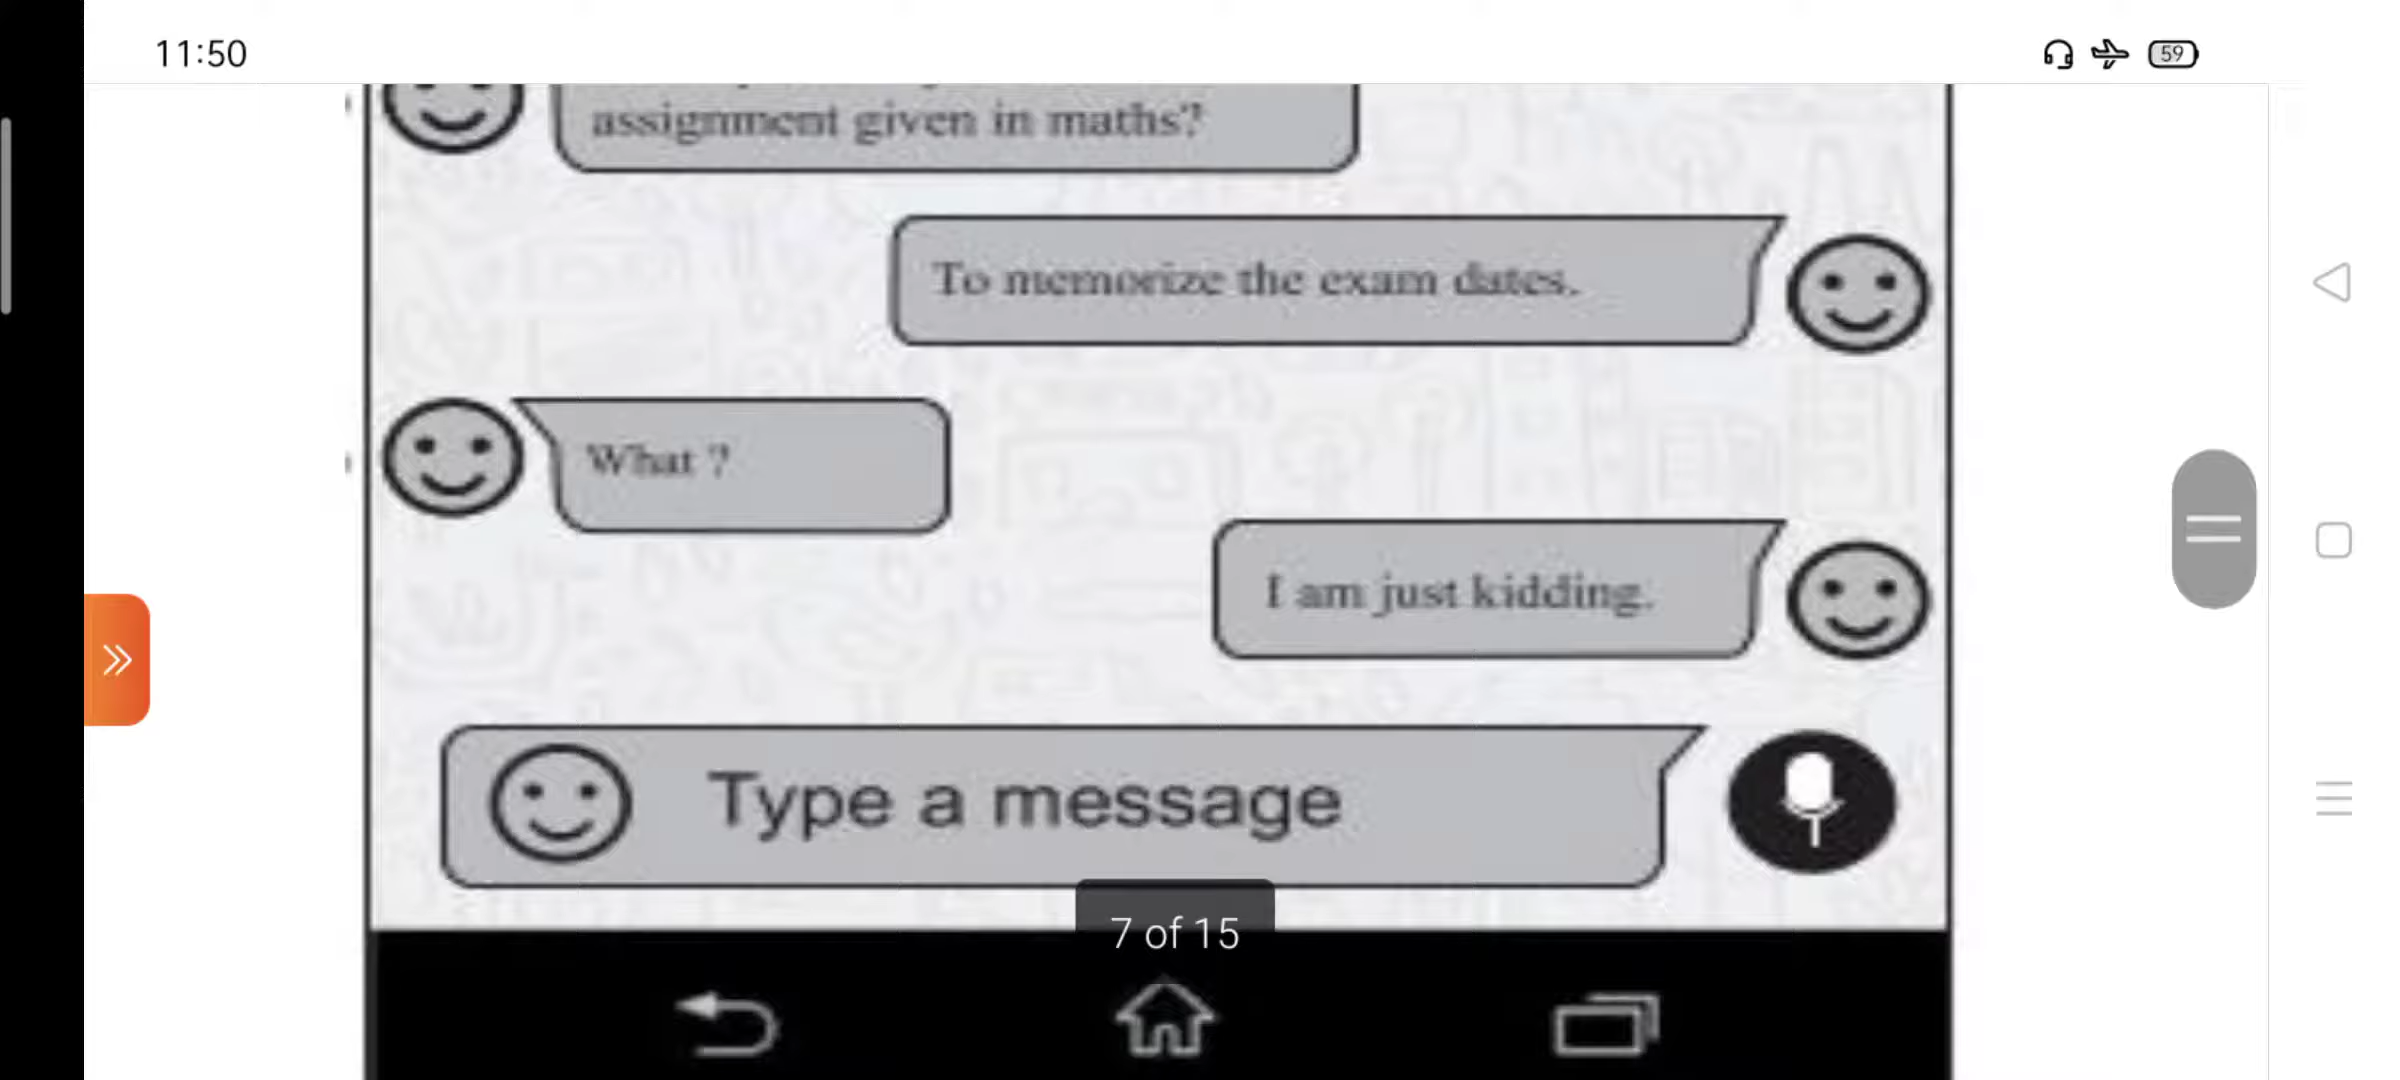 11:50
59
assignment given in maths?
To memorize the exam dates.
What ?
I am just kidding.
Type a message
7 of 15